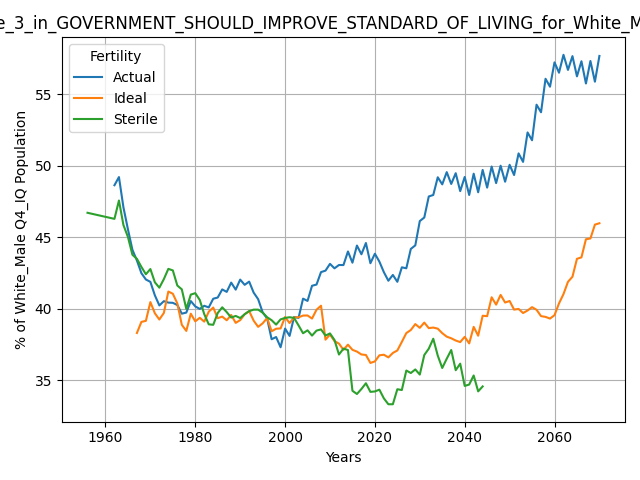 e_3_in_GOVERNMENT_SHOULD_IMPROVE_STANDARD_OF_LIVING_for_White_M
Fertility
Actual
Ideal
Sterile
% of White_Male Q4_IQ Population
55
50
45
40
35
1960
1980
2000
2020
2040
2060
Years